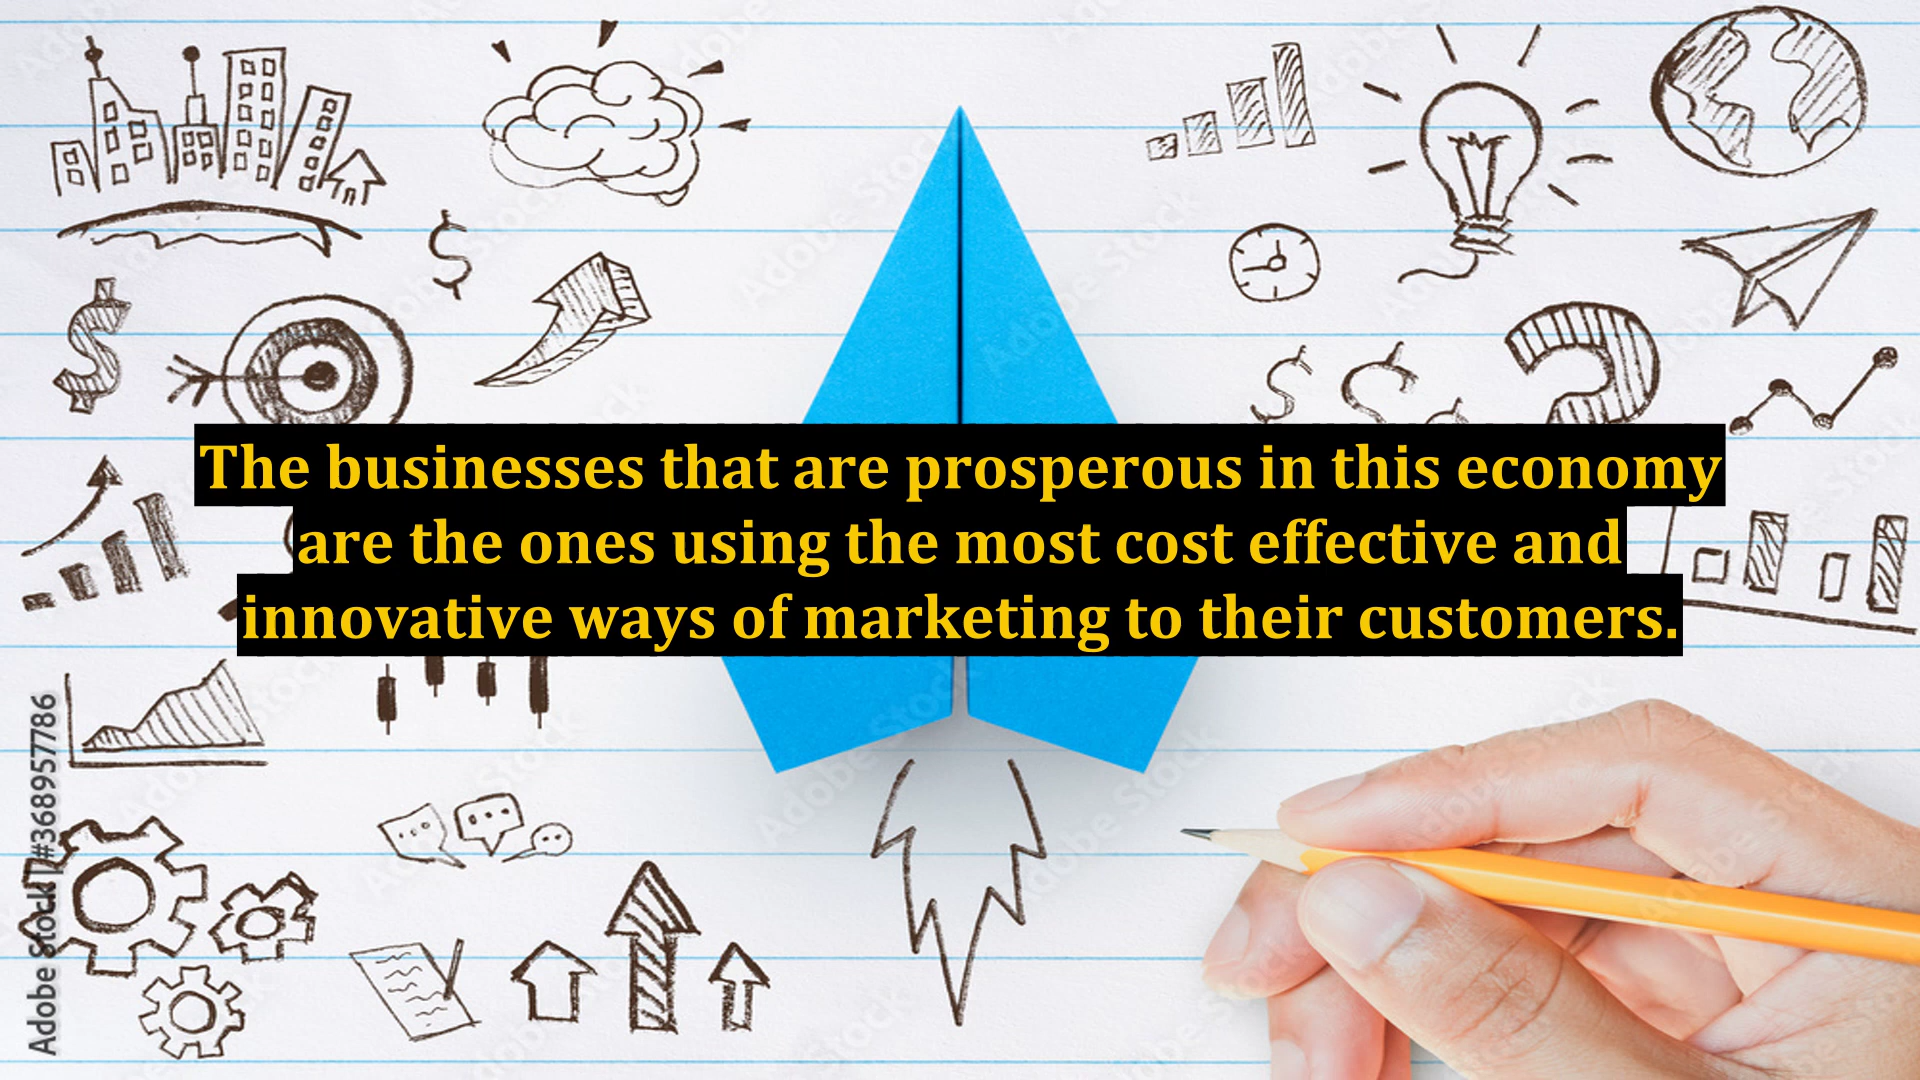 The businesses that are prosperous in this economy
are the ones using the most cost effective and
innovative ways of marketing to their customers.
Adobe Stock | #368957786